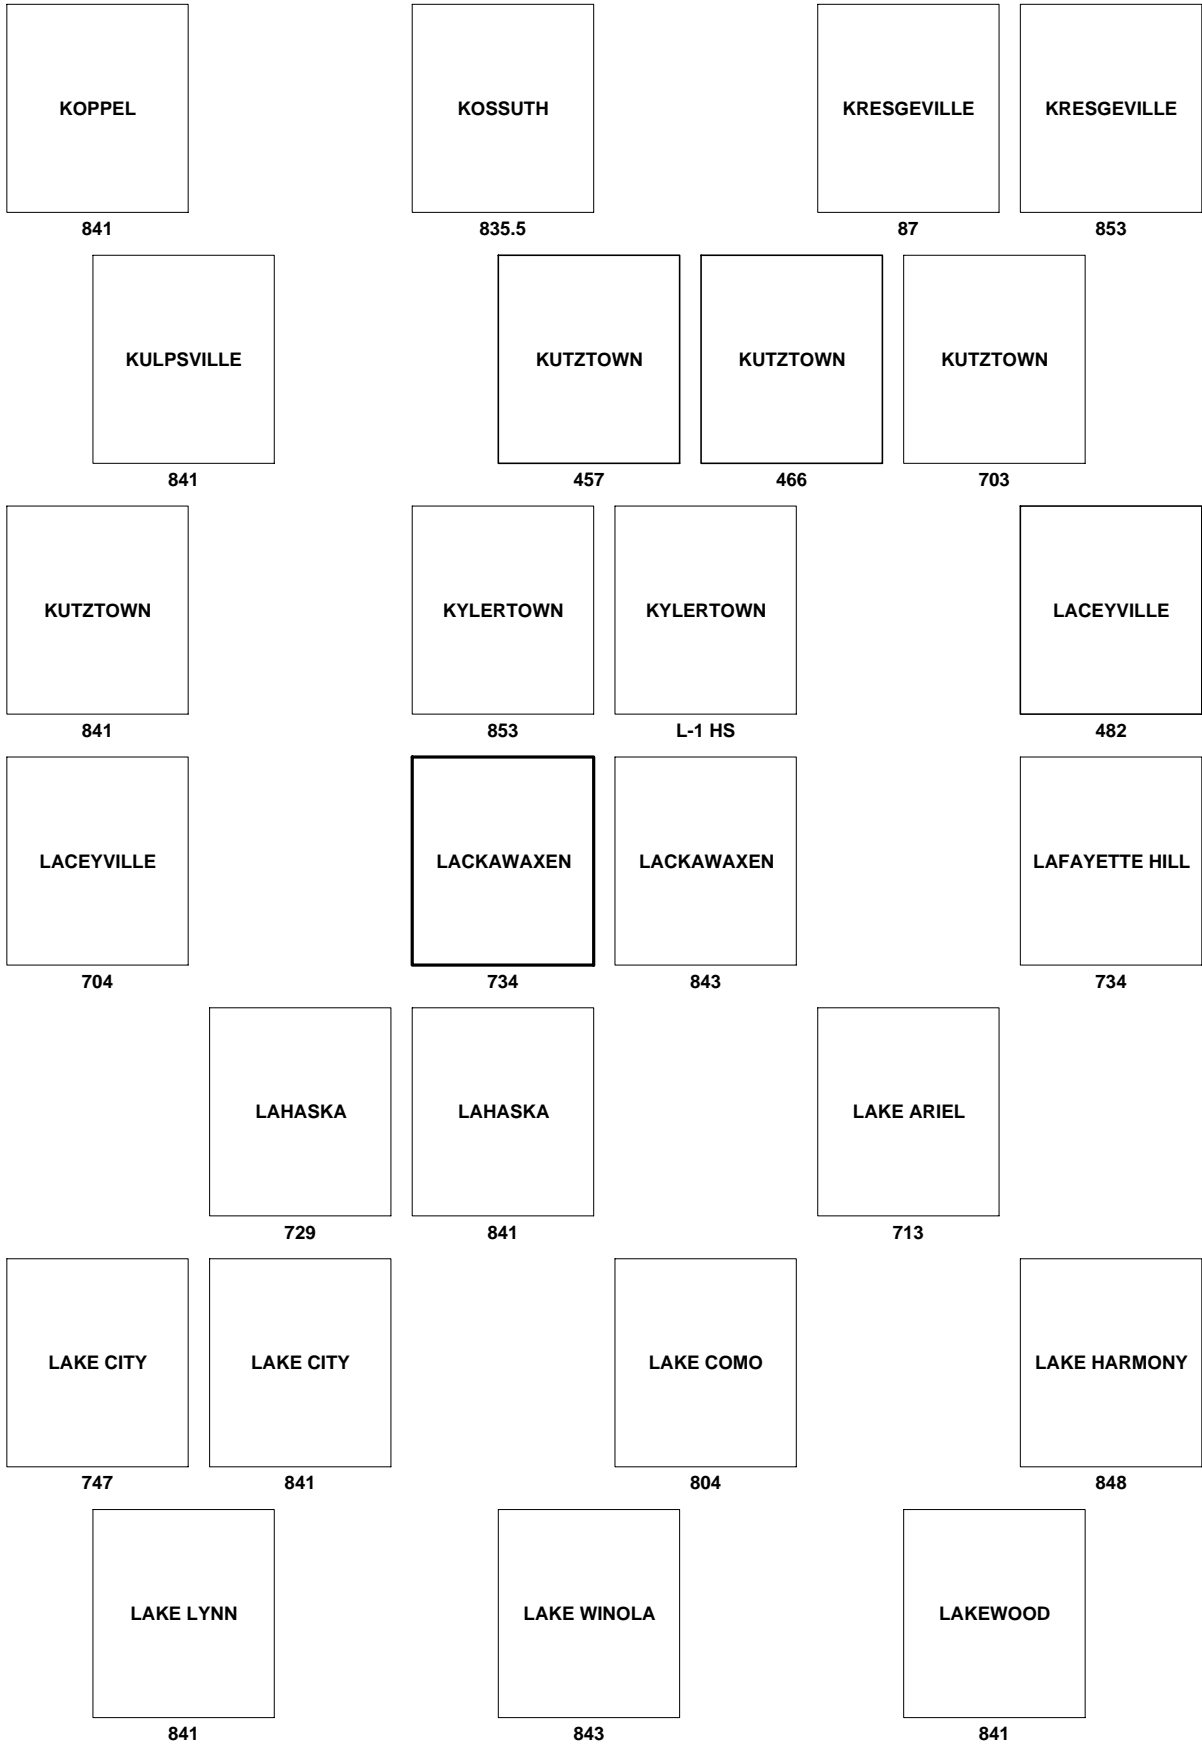 KOPPEL KOSSUTH KRESGEVILLE KRESGEVILLE
841 835.5 87 853
KULPSVILLE KUTZTOWN KUTZTOWN KUTZTOWN
841 457 466 703
KUTZTOWN KYLERTOWN KYLERTOWN LACEYVILLE
841 853 L-1 HS 482
LACEYVILLE LACKAWAXEN LACKAWAXEN LAFAYETTE HILL
704 734 843 734
LAHASKA LAHASKA LAKE ARIEL
729 841 713
LAKE CITY LAKE CITY LAKE COMO LAKE HARMONY
747 841 804 848
LAKE LYNN LAKE WINOLA LAKEWOOD
841 843 841